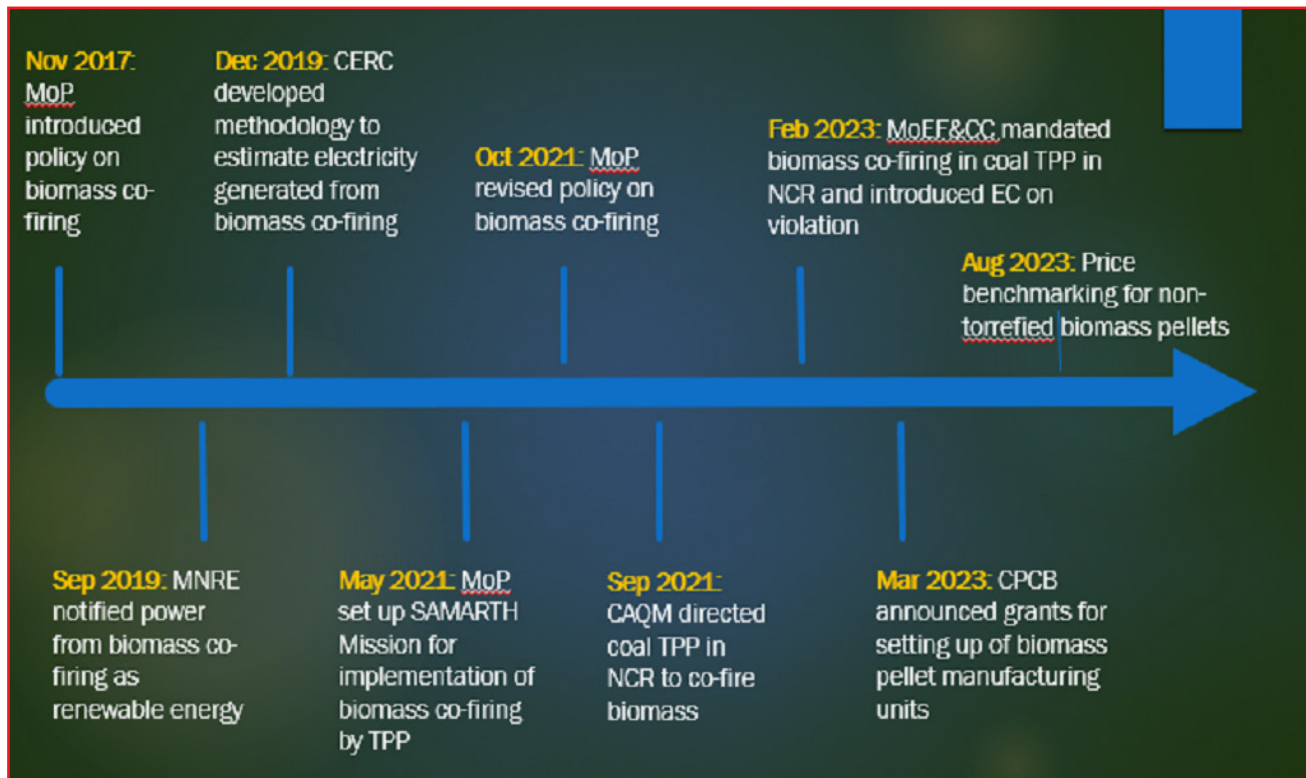 Nov 2017:
MoP
introduced
policy on
biomass co-
firing
Dec 2019: CERC
developed
methodology to
estimate electricity
generated from
biomass co-firing
Oct 2021: MoP
revised policy on
biomass co-firing
Feb 2023: MoEF&CC mandated
biomass co-firing in coal TPP in
NCR and introduced EC on
violation
Aug 2023: Price
benchmarking for non-
torrefied biomass pellets
Sep 2019: MNRE
notified power
from biomass co-
firing as
renewable energy
May 2021: MoP
set up SAMARTH
Mission for
implementation of
biomass co-firing
by TPP
Sep 2021:
CAQM directed
coal TPP in
NCR to co-fire
biomass
Mar 2023: CPCB
announced grants for
setting up of biomass
pellet manufacturing
units